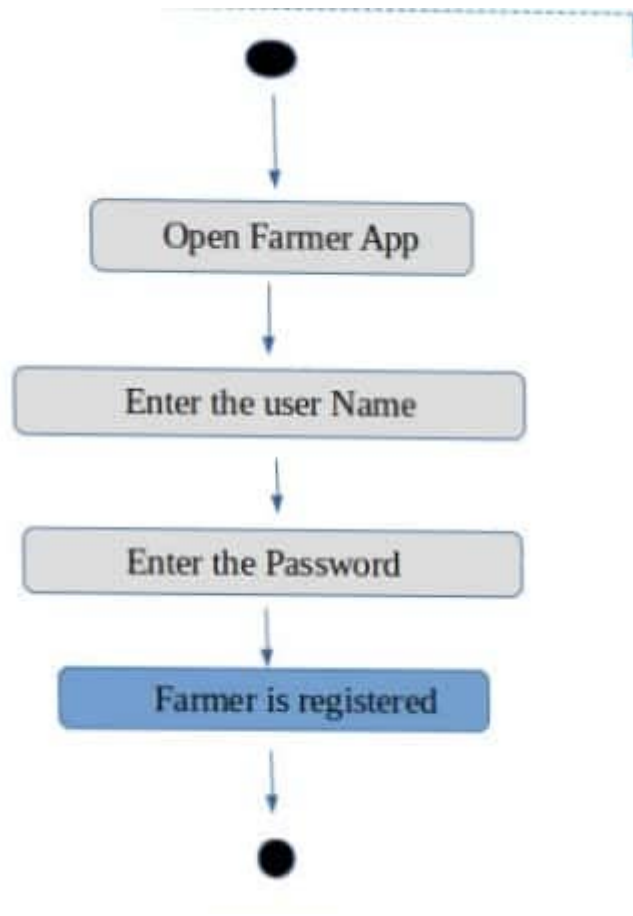 Open Farmer App
Enter the user Name
Enter the Password
Farmer is registered